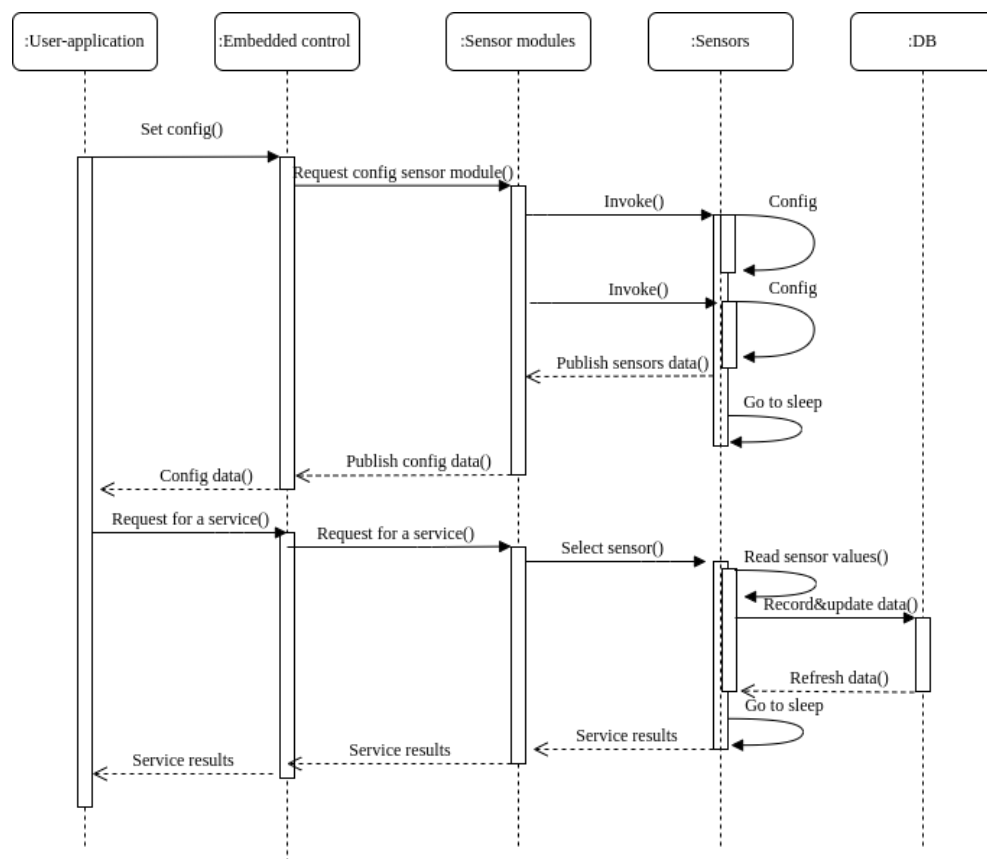 :User-application
:Embedded control
:Sensor modules
:Sensors
:DB
Set config()
Request config sensor module()
Invoke()
Config
Invoke()
Config
Publish sensors data()
Go to sleep
Publish config data()
Config data()
Request for a service()
Request for a service()
Select sensor()
Read sensor values()
Record&update data()
Refresh data()
Go to sleep
Service results
Service results
Service results